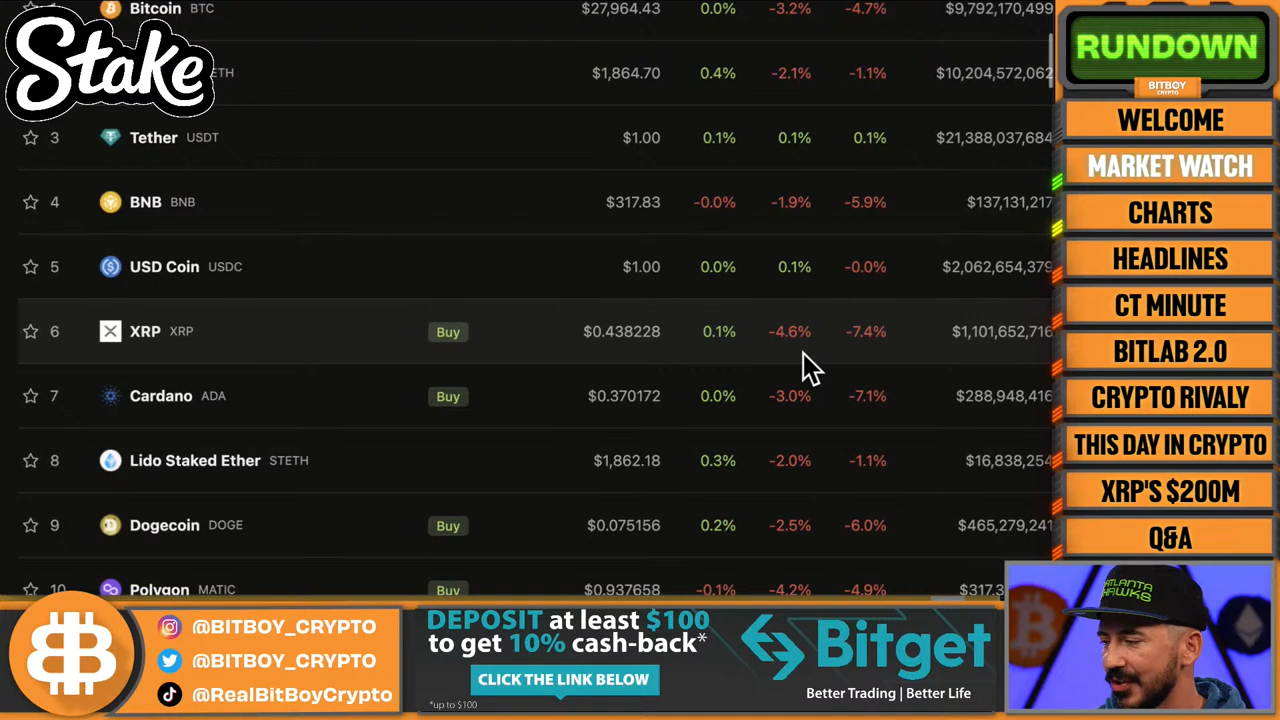 Stake
Bitcoin BTC $27,964.43 0.0% -3.2% -4.7% $9,792,170,499
ETH $1,864.70 0.4% -2.1% -1.1% $10,204,572,062
3 Tether USDT $1.00 0.1% 0.1% 0.1% $21,388,037,684
4 BNB BNB $317.83 -0.0% -1.9% -5.9% $137,131,217
5 USD Coin USDC $1.00 0.0% 0.1% -0.0% $2,062,654,379
6 XRP XRP Buy $0.438228 0.1% -4.6% -7.4% $1,101,652,716
7 Cardano ADA Buy $0.370172 0.0% -3.0% -7.1% $288,948,416
8 Lido Staked Ether STETH $1,862.18 0.3% -2.0% -1.1% $16,838,254
9 Dogecoin DOGE Buy $0.075156 0.2% -2.5% -6.0% $465,279,241
10 Polygon MATIC Buy $0.937658 -0.1% -4.2% -4.9% $317.3
RUNDOWN
BITBOY
CRYPTO
WELCOME
MARKET WATCH
CHARTS
HEADLINES
CT MINUTE
BITLAB 2.0
CRYPTO RIVALY
THIS DAY IN CRYPTO
XRP'S $200M
Q&A
@BITBOY_CRYPTO
@BITBOY_CRYPTO
@RealBitBoyCrypto
DEPOSIT at least $100
to get 10% cash-back*
CLICK THE LINK BELOW
*up to $100
Bitget
Better Trading | Better Life
ATLANTA
HAWKS